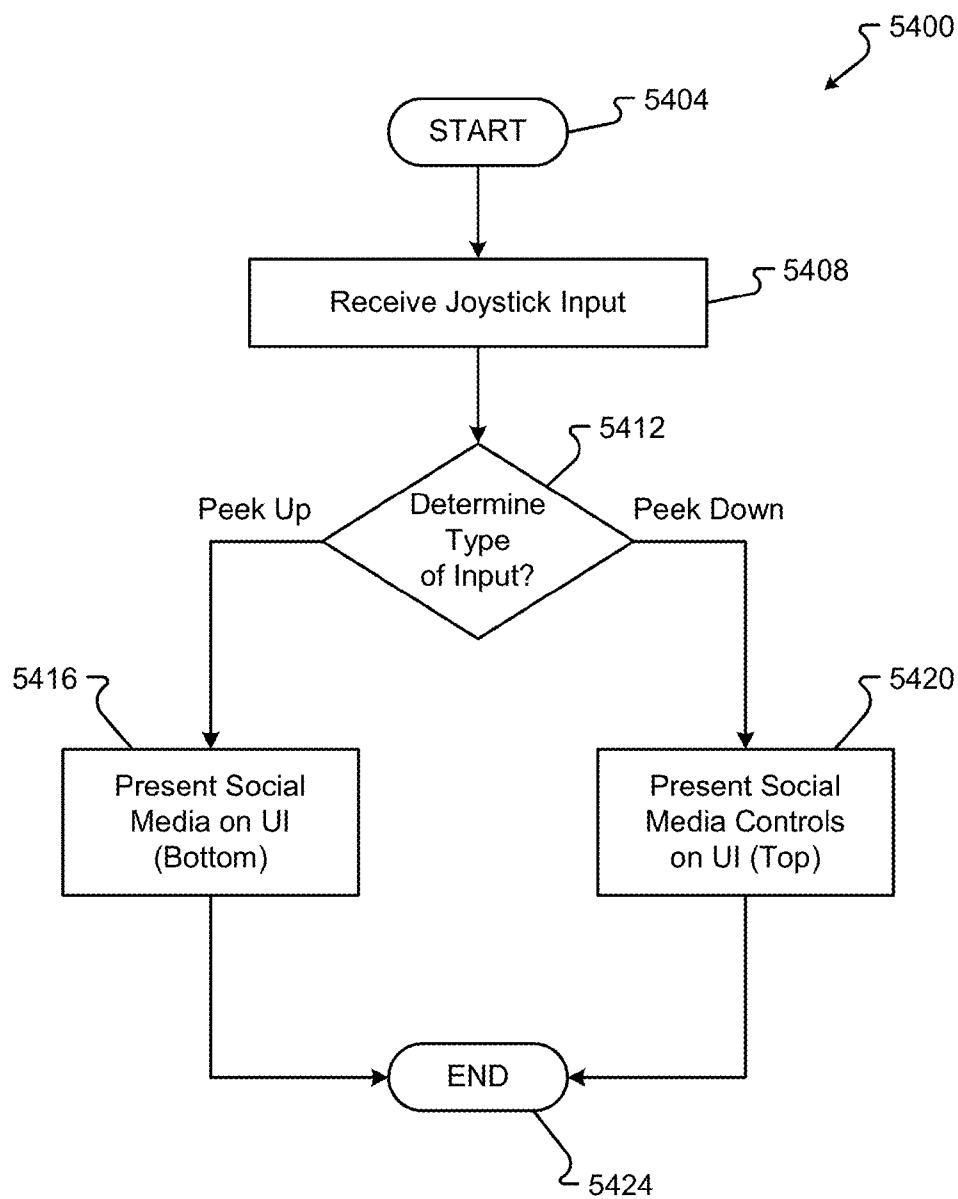 5400
5404
START
5408
Receive Joystick Input
5412
Peek Up
Determine
Type
of Input?
Peek Down
5416
5420
Present Social
Media on UI
(Bottom)
Present Social
Media Controls
on UI (Top)
END
5424